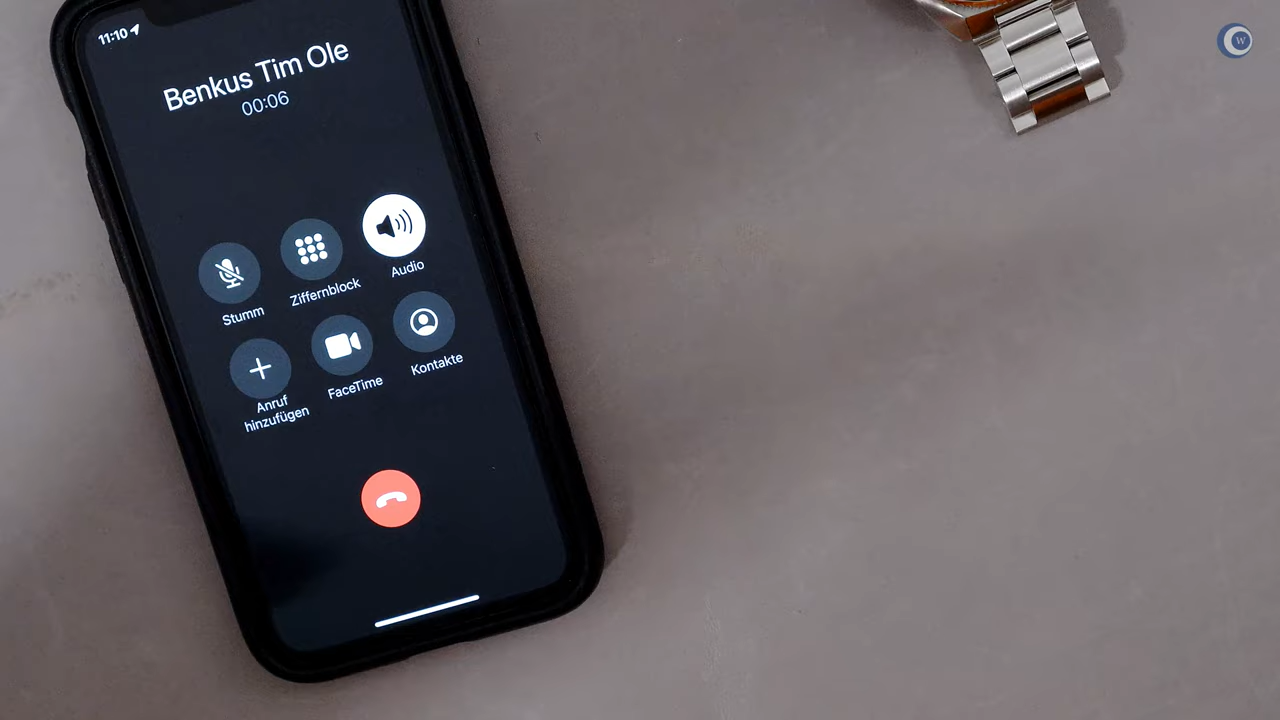 11:10
Benkus Tim Ole
00:06
Stumm
Ziffernblock
Audio
Anruf
hinzufügen
FaceTime
Kontakte
W